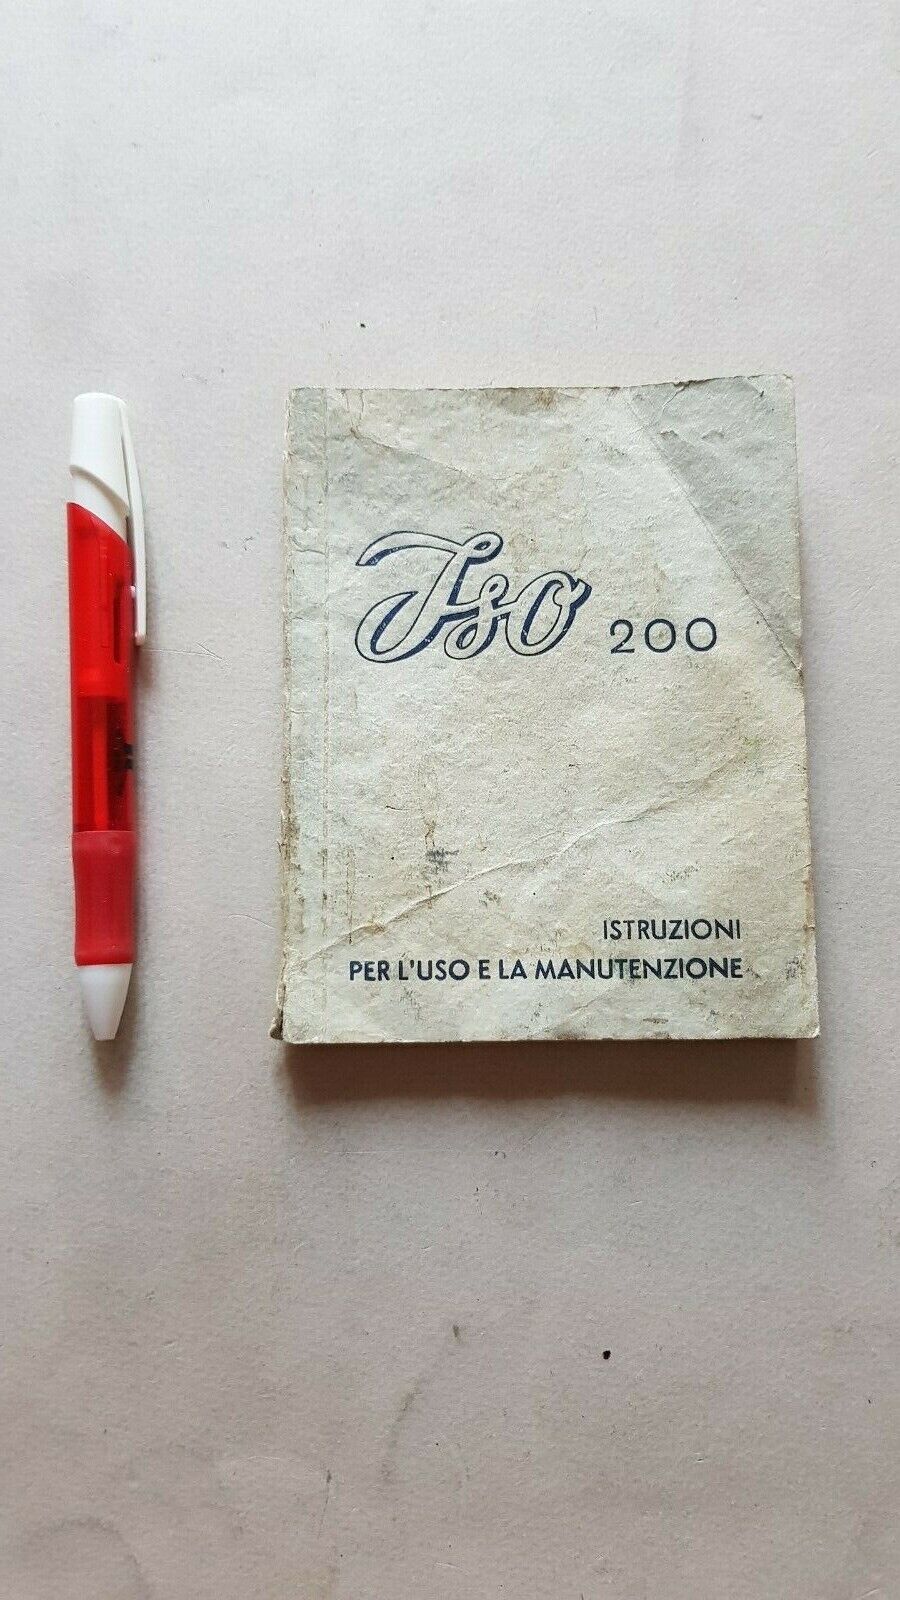 Iso 200
ISTRUZIONI
PER L'USO E LA MANUTENZIONE